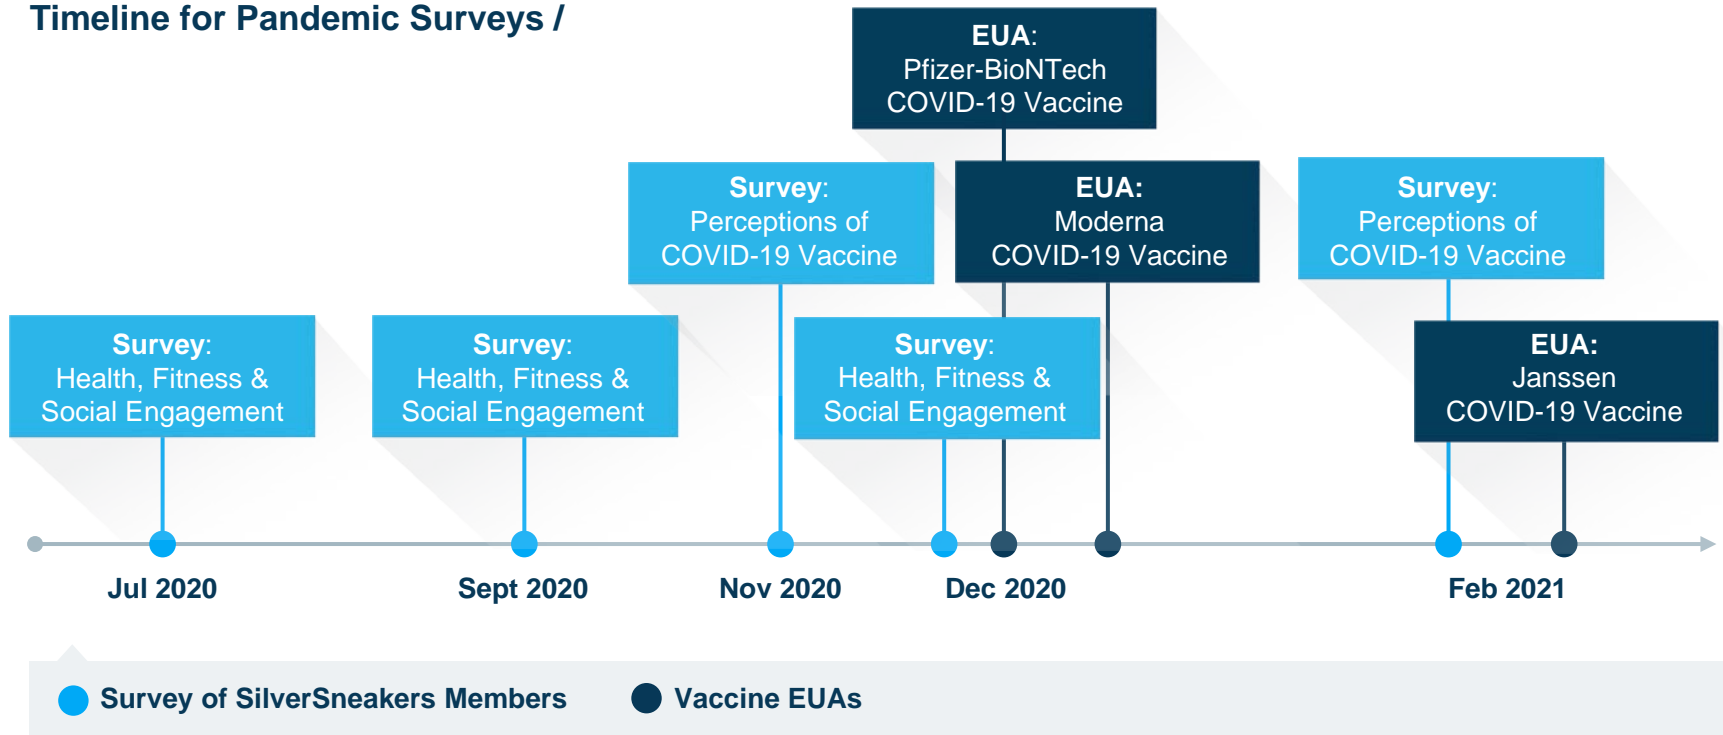 Timeline for Pandemic Surveys /
EUA:
Pfizer-BioNTech
COVID-19 Vaccine
Survey:
Perceptions of
COVID-19 Vaccine
EUA:
Moderna
COVID-19 Vaccine
Survey:
Perceptions of
COVID-19 Vaccine
Survey:
Health, Fitness &
Social Engagement
Survey:
Health, Fitness &
Social Engagement
Survey:
Health, Fitness &
Social Engagement
EUA:
Janssen
COVID-19 Vaccine
Jul 2020
Sept 2020
Nov 2020
Dec 2020
Feb 2021
Survey of SilverSneakers Members
Vaccine EUAs